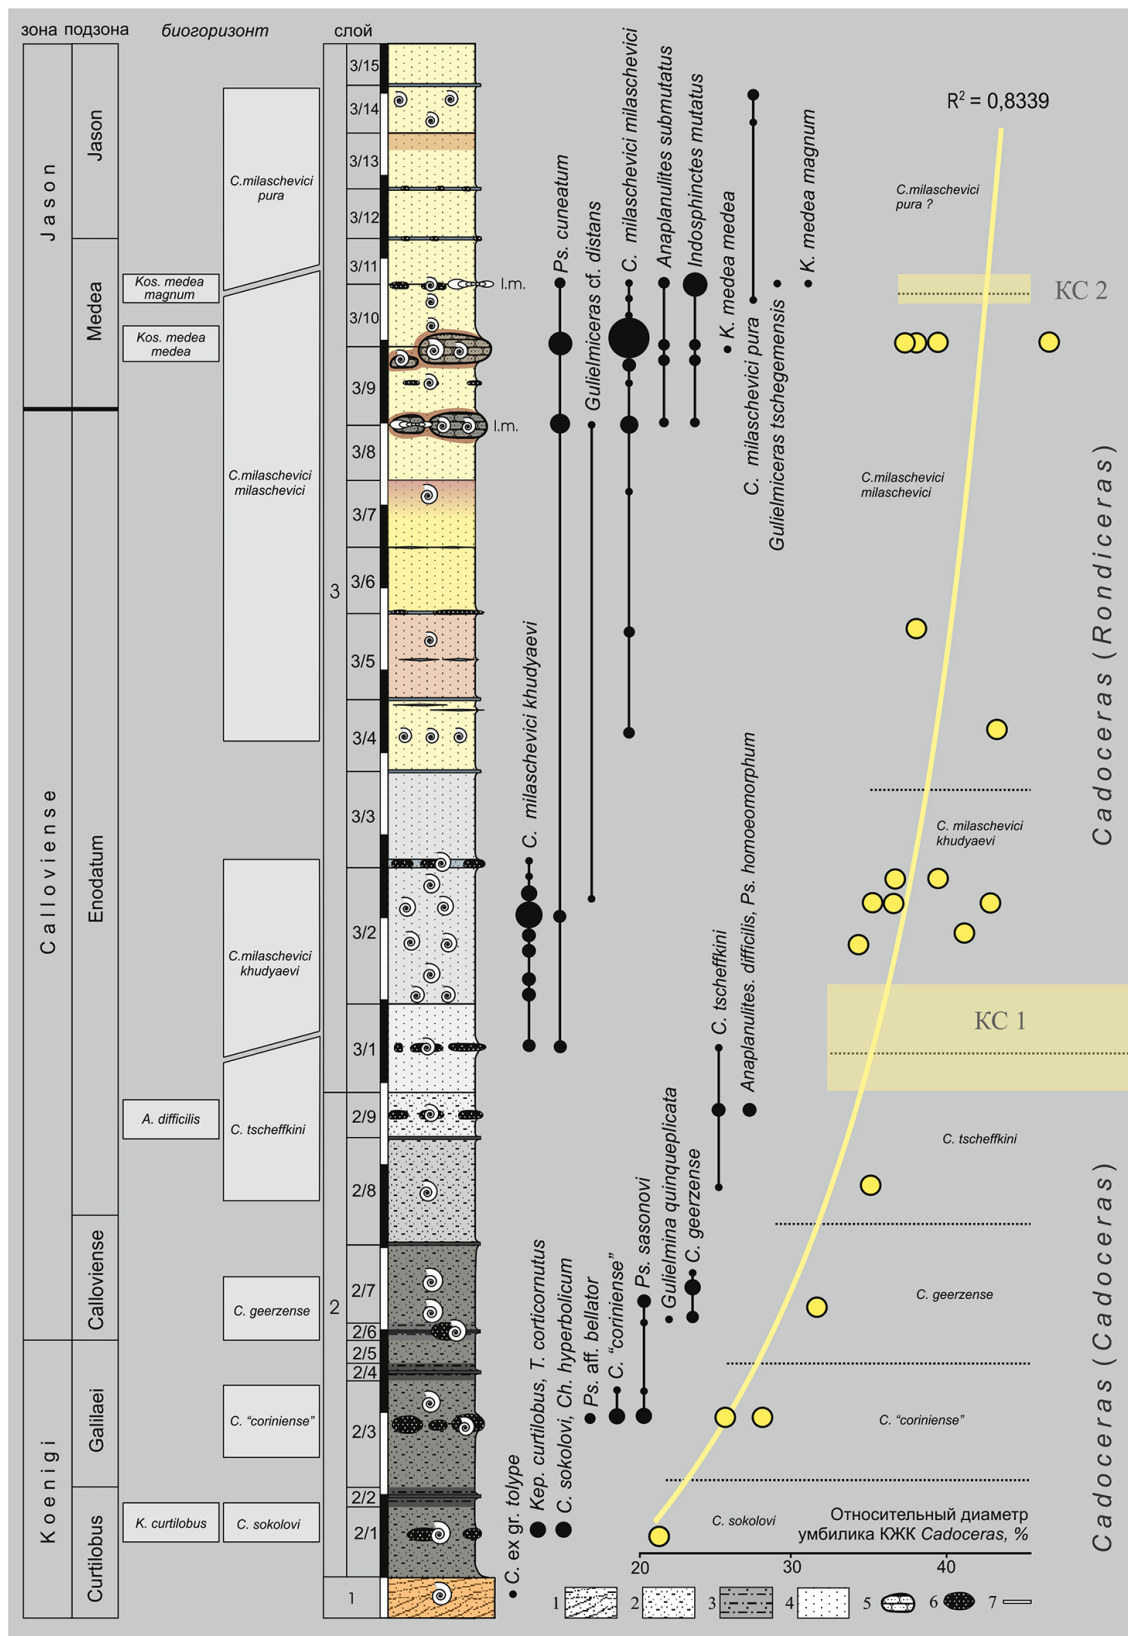 зона подзона биогоризонт слой
Jason
Calloviense
Koenigi
Jason
Medea
Enodatum
Calloviense
Galilaei
Curtilobus
Kos. medea
magnum
Kos. medea
medea
A. difficilis
K. curtilobus
C.milaschevici
pura
C.milaschevici
milaschevici
C.milaschevici
khudyaevi
C. tscheffkini
C. geerzense
C. “coriniense”
C. sokolovi
3
2
1
3/15
3/14
3/13
3/12
3/11
3/10
3/9
3/8
3/7
3/6
3/5
3/4
3/3
3/2
3/1
2/9
2/8
2/7
2/6
2/5
2/4
2/3
2/2
2/1
l.m.
l.m.
C. ex gr. tolype
Kep. curtilobus, T. corticornutus
C. sokolovi, Ch. hyperbolicum
Ps. aff. bellator
C. “coriniense”
Ps. sasonovi
Gulielmina quinqueplicata
C. geerzense
C. tscheffkini
Anaplanulites. difficilis, Ps. homoeomorphum
C. milaschevici khudyaevi
Ps. cuneatum
Gulielmiceras cf. distans
C. milaschevici milaschevici
Anaplanulites submutatus
Indosphinctes mutatus
K. medea medea
C. milaschevici pura
Gulielmiceras tschegemensis
K. medea magnum
R² = 0,8339
C.milaschevici
pura ?
КС 2
C.milaschevici
milaschevici
C. milaschevici
khudyaevi
КС 1
C. tscheffkini
C. geerzense
C. “coriniense”
C. sokolovi
Cadoceras (Rondiceras)
Cadoceras (Cadoceras)
Относительный диаметр
умбилика КЖК Cadoceras, %
20 30 40
1 2 3 4 5 6 7